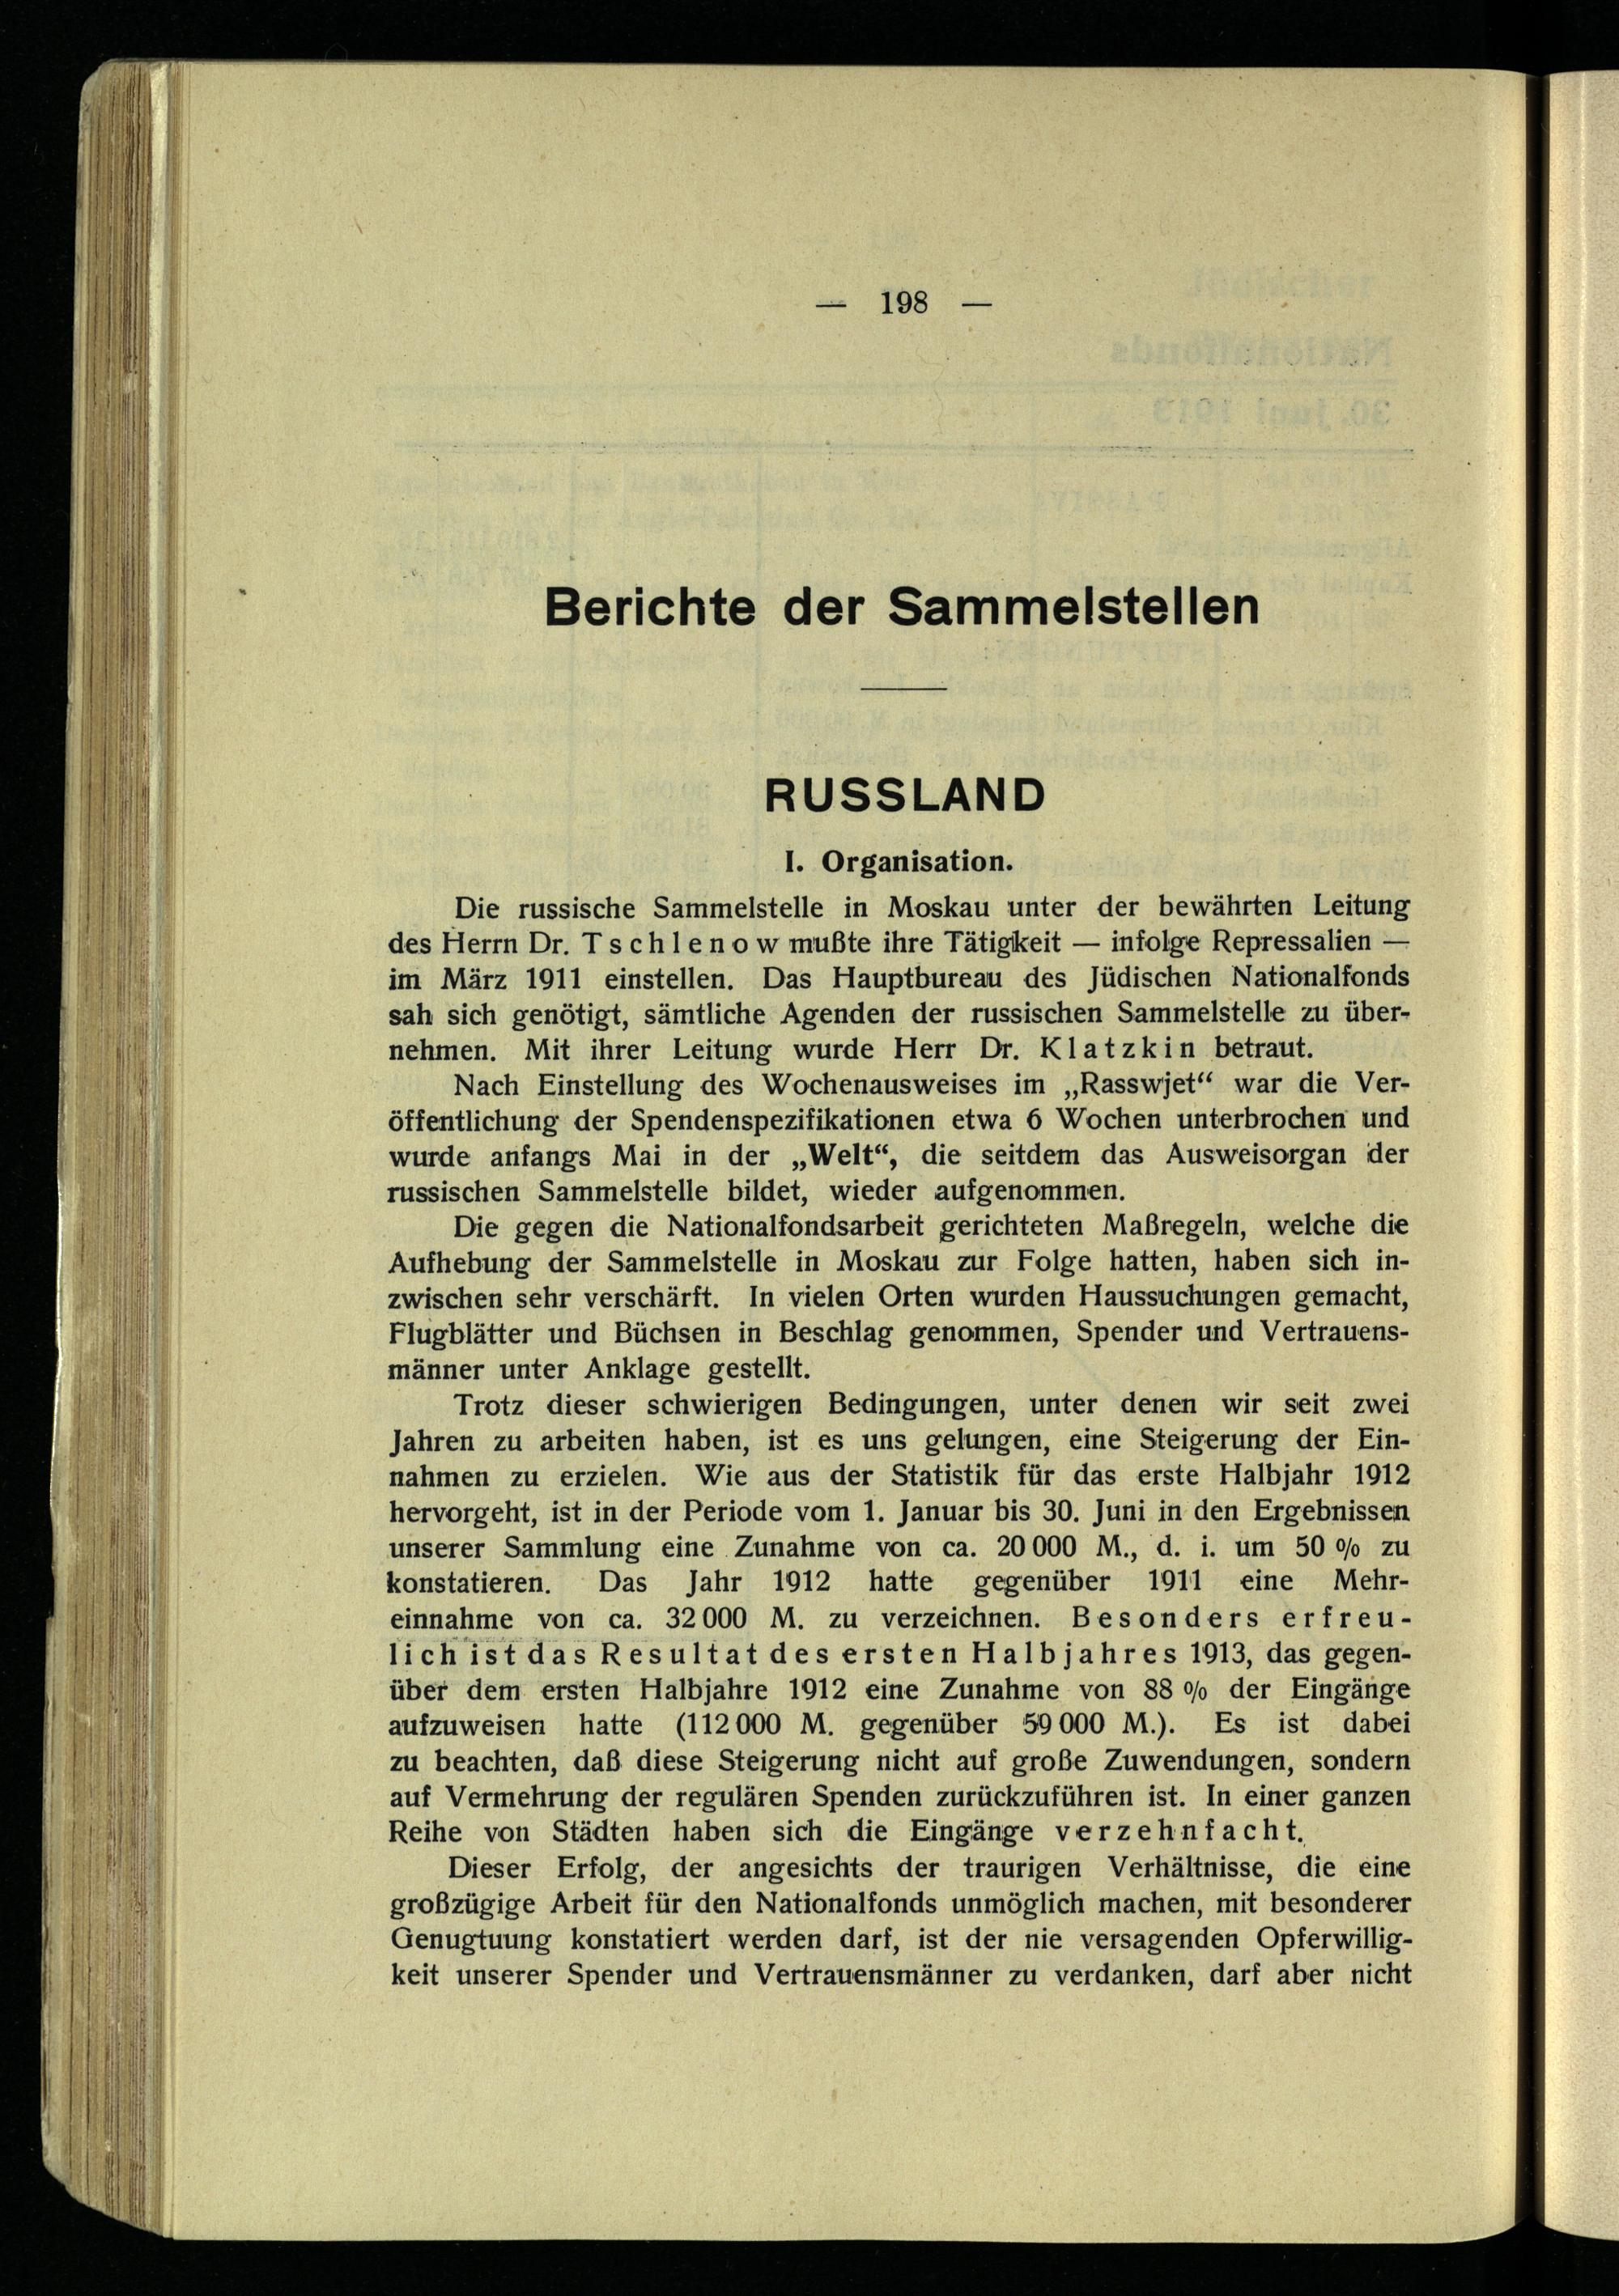 — 198 —
Berichte der Sammelstellen
RUSSLAND
I. Organisation.
Die russische Sammelstelle in Moskau unter der bewährten Leitung
des Herrn Dr. Tschlenow mußte ihre Tätigkeit — infolge Repressalien —
im März 1911 einstellen. Das Hauptbureau des Jüdischen Nationalfonds
sah sich genötigt, sämtliche Agenden der russischen Sammelstelle zu über-
nehmen. Mit ihrer Leitung wurde Herr Dr. Klatzkin betraut.
Nach Einstellung des Wochenausweises im „Rasswjet“ war die Ver-
öffentlichung der Spendenspezifikationen etwa 6 Wochen unterbrochen und
wurde anfangs Mai in der „Welt“, die seitdem das Ausweisorgan der
russischen Sammelstelle bildet, wieder aufgenommen.
Die gegen die Nationalfondsarbeit gerichteten Maßregeln, welche die
Aufhebung der Sammelstelle in Moskau zur Folge hatten, haben sich in-
zwischen sehr verschärft. In vielen Orten wurden Haussuchungen gemacht,
Flugblätter und Büchsen in Beschlag genommen, Spender und Vertrauens-
männer unter Anklage gestellt.
Trotz dieser schwierigen Bedingungen, unter denen wir seit zwei
Jahren zu arbeiten haben, ist es uns gelungen, eine Steigerung der Ein-
nahmen zu erzielen. Wie aus der Statistik für das erste Halbjahr 1912
hervorgeht, ist in der Periode vom 1. Januar bis 30. Juni in den Ergebnissen
unserer Sammlung eine Zunahme von ca. 20 000 M., d. i. um 50 % zu
konstatieren. Das Jahr 1912 hatte gegenüber 1911 eine Mehr-
einnahme von ca. 32 000 M. zu verzeichnen. Besonders erfreu-
lich ist das Resultat des ersten Halbjahres 1913, das gegen-
über dem ersten Halbjahre 1912 eine Zunahme von 88 % der Eingänge
aufzuweisen hatte (112 000 M. gegenüber 59 000 M.). Es ist dabei
zu beachten, daß diese Steigerung nicht auf große Zuwendungen, sondern
auf Vermehrung der regulären Spenden zurückzuführen ist. In einer ganzen
Reihe von Städten haben sich die Eingänge verzehnfacht.
Dieser Erfolg, der angesichts der traurigen Verhältnisse, die eine
großzügige Arbeit für den Nationalfonds unmöglich machen, mit besonderer
Genugtuung konstatiert werden darf, ist der nie versagenden Opferwillig-
keit unserer Spender und Vertrauensmänner zu verdanken, darf aber nicht